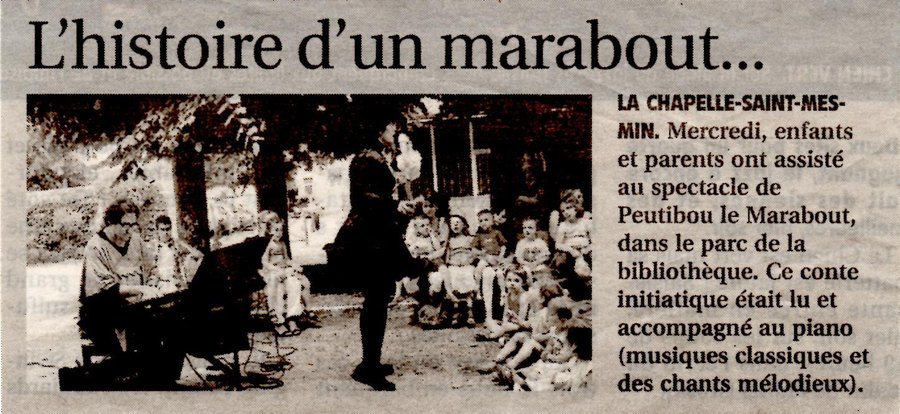 L'histoire d'un marabout...
LA CHAPELLE-SAINT-MES-
MIN. Mercredi, enfants
et parents ont assisté
au spectacle de
Peutibou le Marabout,
dans le parc de la
bibliothèque. Ce conte
initiatique était lu et
accompagné au piano
(musiques classiques et
des chants mélodieux).